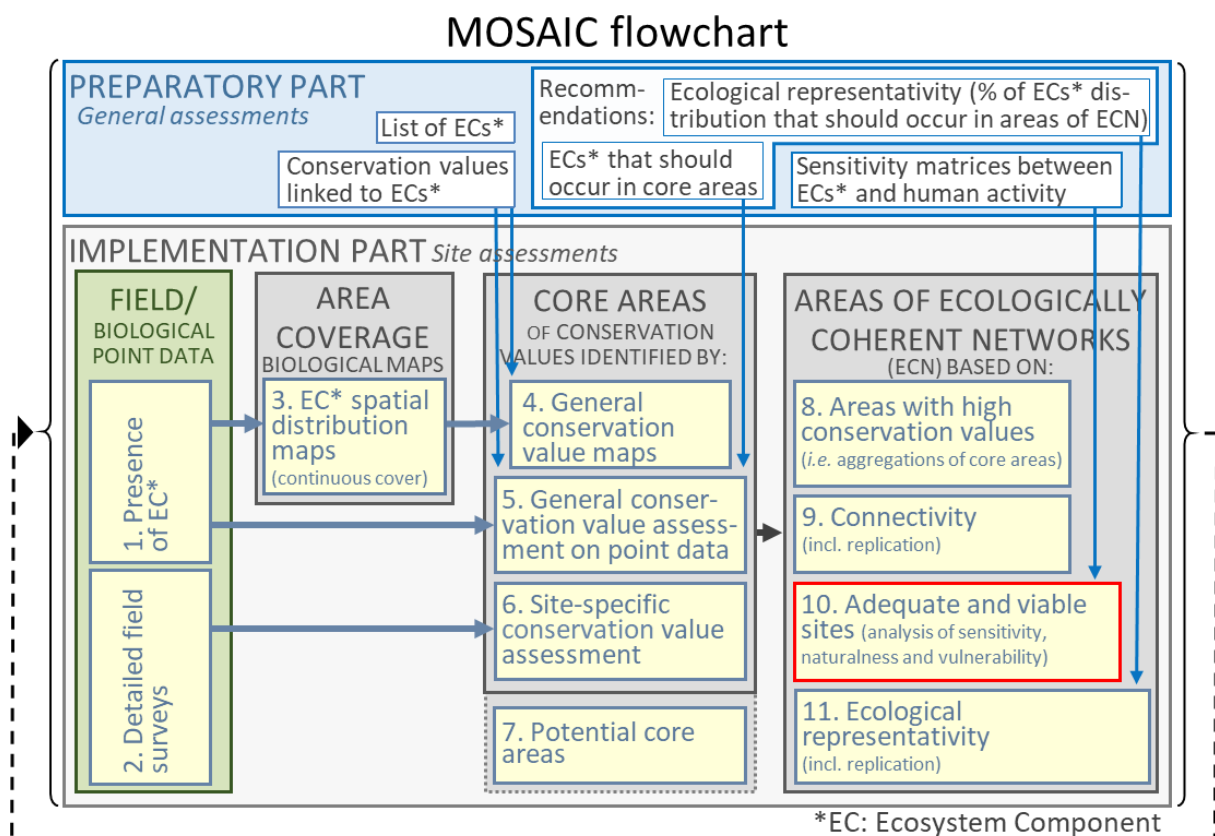 MOSAIC flowchart
PREPARATORY PART
General assessments
List of ECs*
Conservation values
linked to ECs*
Recomm-
endations:
Ecological representativity (% of ECs* dis-
tribution that should occur in areas of ECN)
ECs* that should
occur in core areas
Sensitivity matrices between
ECs* and human activity
IMPLEMENTATION PART Site assessments
FIELD/
BIOLOGICAL
POINT DATA
1. Presence
of EC*
2. Detailed field
surveys
AREA
COVERAGE
BIOLOGICAL MAPS
3. EC* spatial
distribution
maps
(continuous cover)
CORE AREAS
OF CONSERVATION
VALUES IDENTIFIED BY:
4. General
conservation
value maps
5. General conser-
vation value assess-
ment on point data
6. Site-specific
conservation value
assessment
7. Potential core
areas
AREAS OF ECOLOGICALLY
COHERENT NETWORKS
(ECN) BASED ON:
8. Areas with high
conservation values
(i.e. aggregations of core areas)
9. Connectivity
(incl. replication)
10. Adequate and viable
sites (analysis of sensitivity,
naturalness and vulnerability)
11. Ecological
representativity
(incl. replication)
*EC: Ecosystem Component